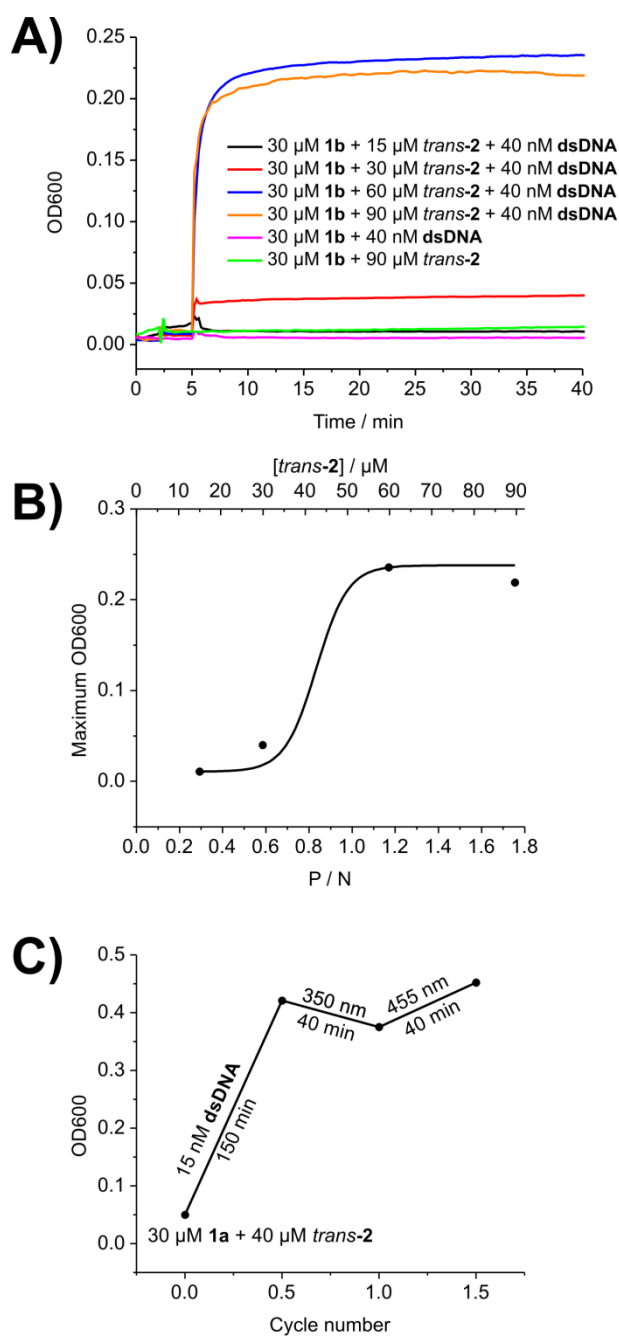 A)
0.25
0.20
0.15
0.10
0.05
0.00
OD600
30 µM 1b + 15 µM trans-2 + 40 nM dsDNA
30 µM 1b + 30 µM trans-2 + 40 nM dsDNA
30 µM 1b + 60 µM trans-2 + 40 nM dsDNA
30 µM 1b + 90 µM trans-2 + 40 nM dsDNA
30 µM 1b + 40 nM dsDNA
30 µM 1b + 90 µM trans-2
0 5 10 15 20 25 30 35 40
Time / min
B)
[trans-2] / µM
0 10 20 30 40 50 60 70 80 90
0.3
0.2
0.1
0.0
Maximum OD600
0.0 0.2 0.4 0.6 0.8 1.0 1.2 1.4 1.6 1.8
P / N
C)
0.5
0.4
0.3
0.2
0.1
0.0
OD600
15 nM dsDNA
150 min
350 nm
40 min
455 nm
40 min
30 µM 1a + 40 µM trans-2
0.0 0.5 1.0 1.5
Cycle number